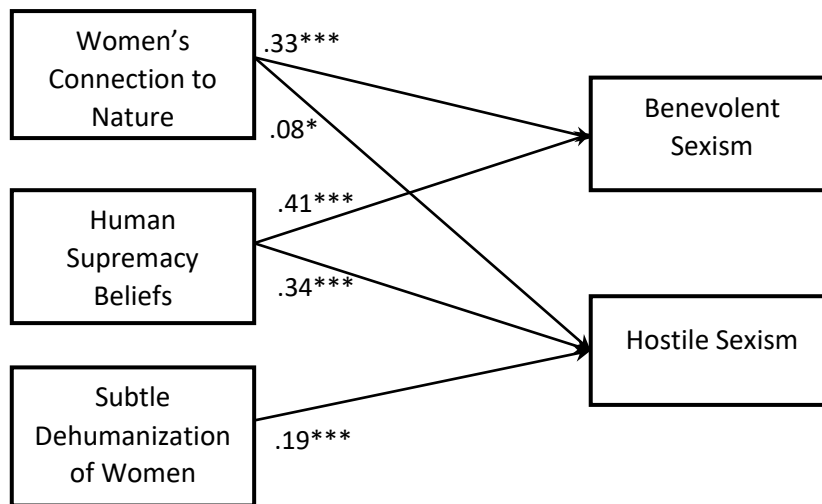 Women’s
Connection to
Nature
.33***
.08*
Benevolent
Sexism
Human
Supremacy
Beliefs
.41***
.34***
Hostile Sexism
Subtle
Dehumanization
of Women
.19***